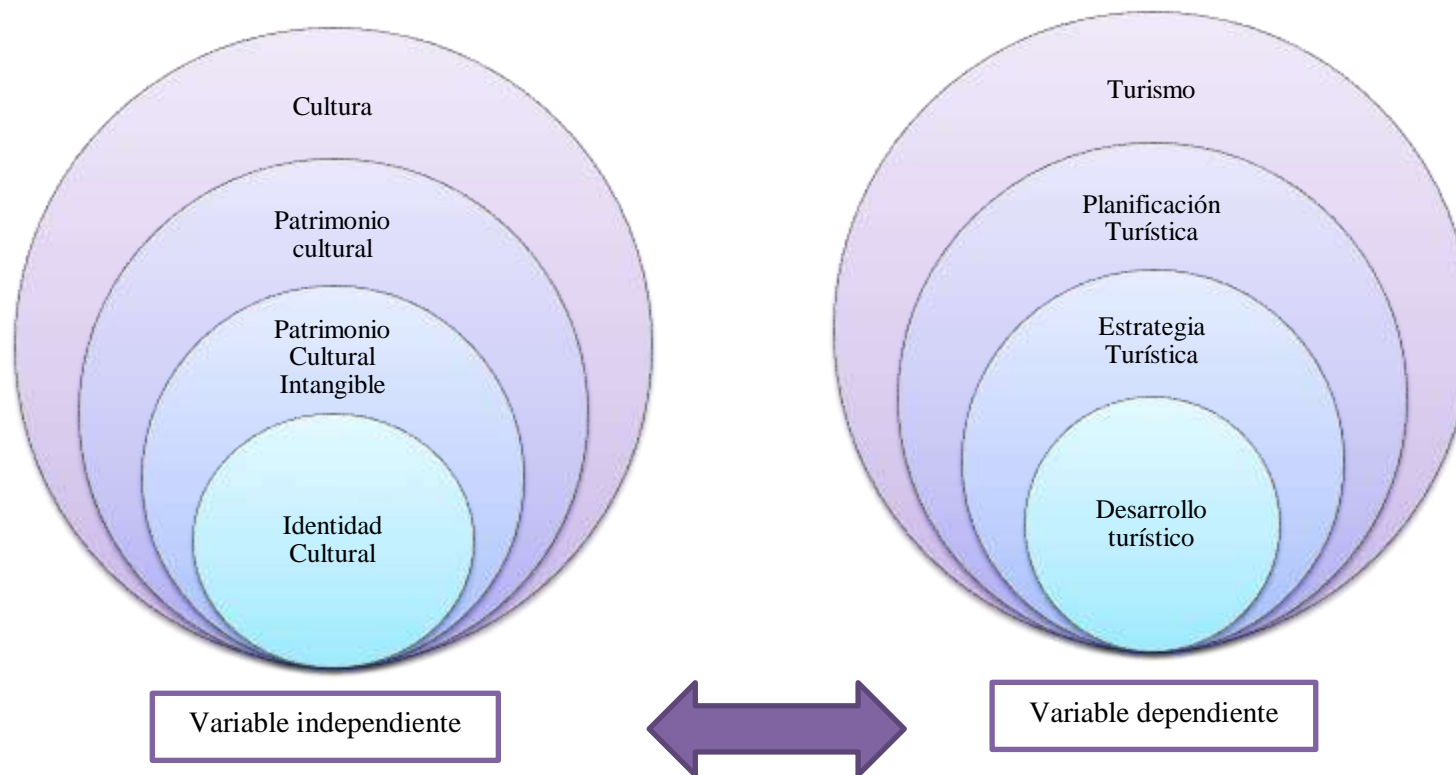 Cultura
Patrimonio
cultural
Patrimonio
Cultural
Intangible
Identidad
Cultural
Variable independiente
Turismo
Planificación
Turística
Estrategia
Turística
Desarrollo
turístico
Variable dependiente